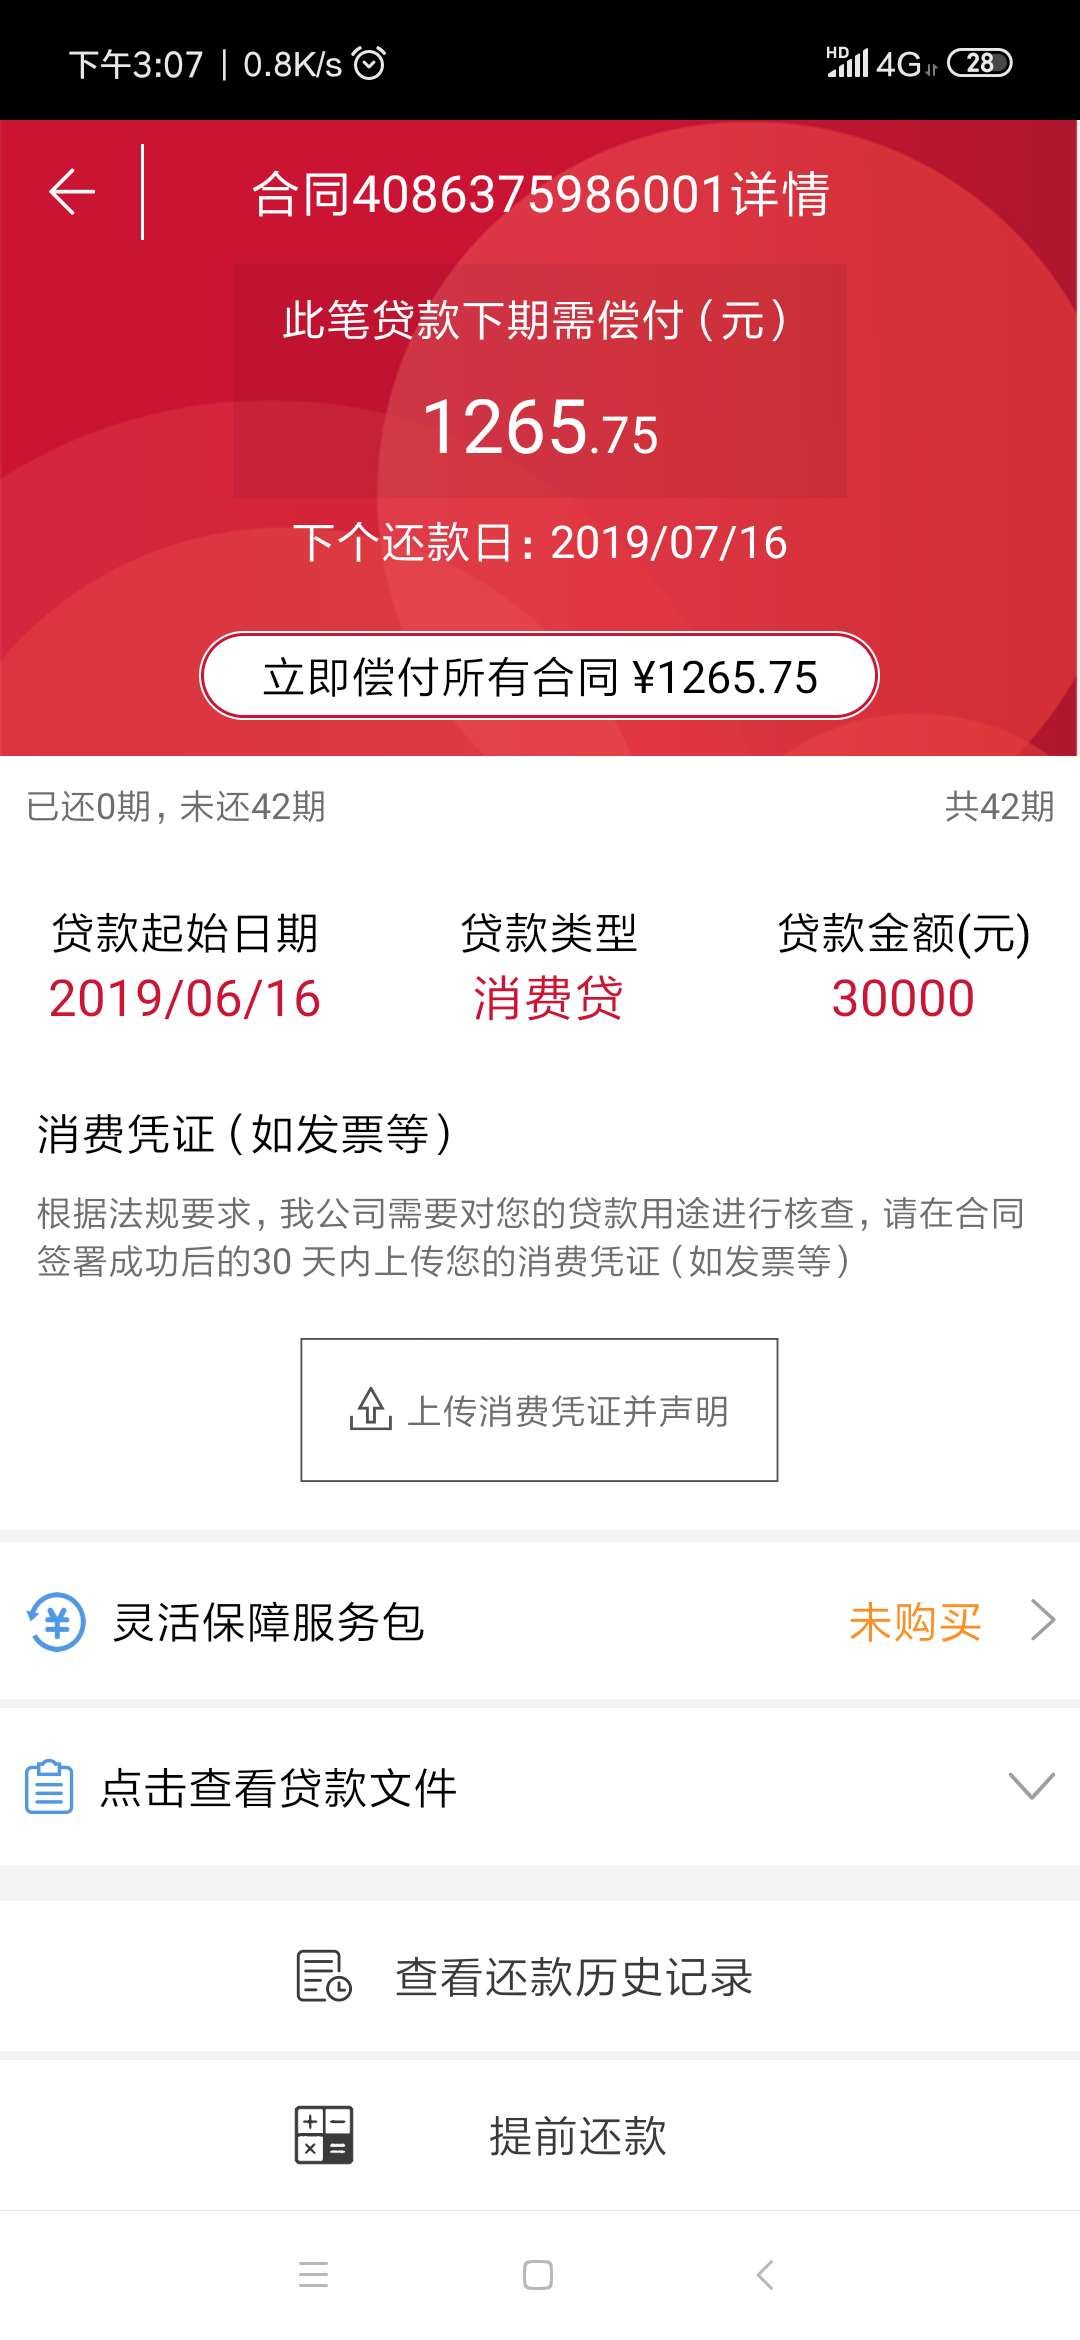 下午3:07 | 0.8K/s HD 4G 28
合同4086375986001详情
此笔贷款下期需偿付（元）
1265.75
下个还款日：2019/07/16
立即偿付所有合同 ¥1265.75
已还0期，未还42期 共42期
贷款起始日期 贷款类型 贷款金额(元)
2019/06/16 消费贷 30000
消费凭证（如发票等）
根据法规要求，我公司需要对您的贷款用途进行核查，请在合同
签署成功后的30 天内上传您的消费凭证（如发票等）
上传消费凭证并声明
灵活保障服务包 未购买
点击查看贷款文件
查看还款历史记录
提前还款